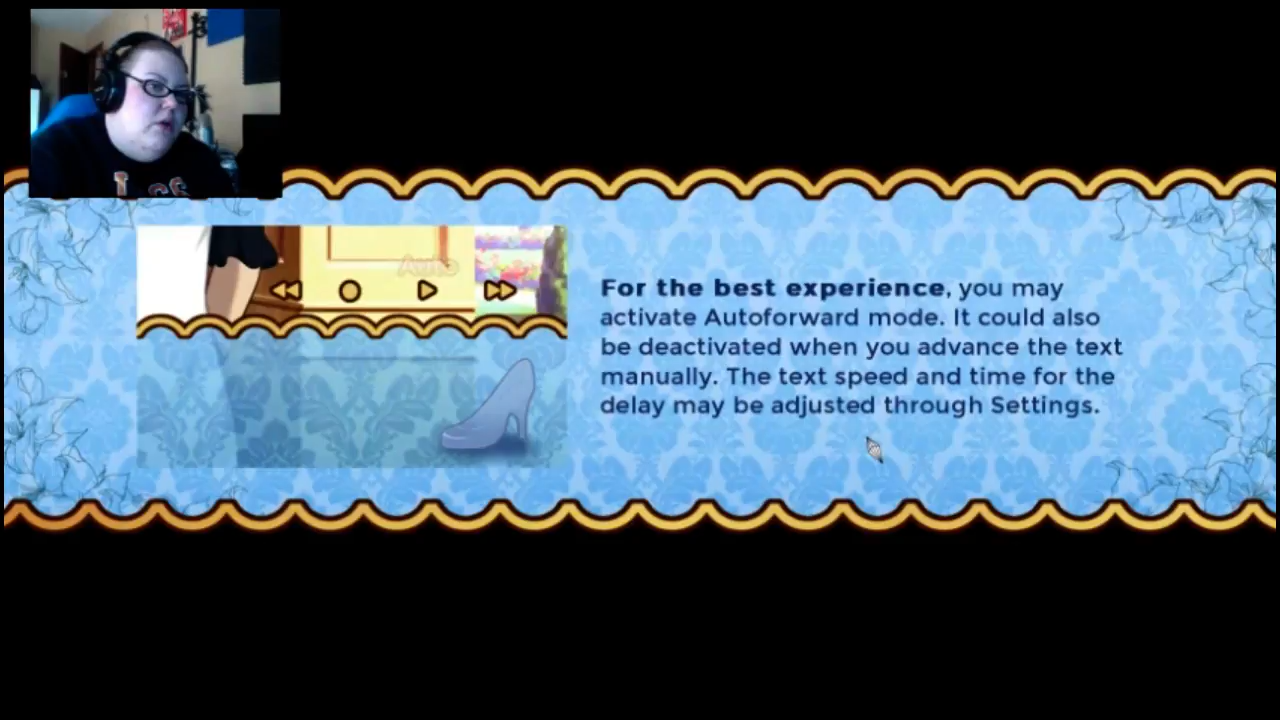 Auto
For the best experience, you may
activate Autoforward mode. It could also
be deactivated when you advance the text
manually. The text speed and time for the
delay may be adjusted through Settings.